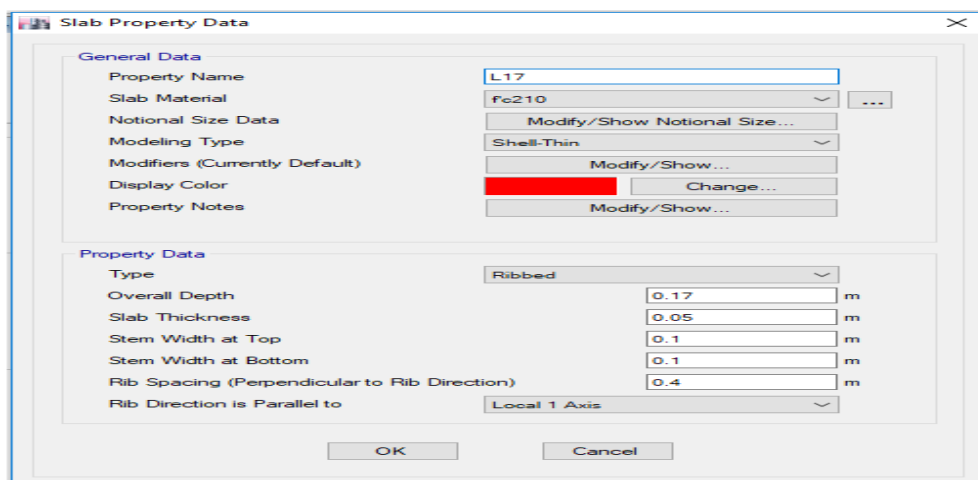 Slab Property Data
General Data
Property Name L17
Slab Material f'c210 ...
Notional Size Data Modify/Show Notional Size...
Modeling Type Shell-Thin
Modifiers (Currently Default) Modify/Show...
Display Color Change...
Property Notes Modify/Show...
Property Data
Type Ribbed
Overall Depth 0.17 m
Slab Thickness 0.05 m
Stem Width at Top 0.1 m
Stem Width at Bottom 0.1 m
Rib Spacing (Perpendicular to Rib Direction) 0.4 m
Rib Direction is Parallel to Local 1 Axis
OK Cancel